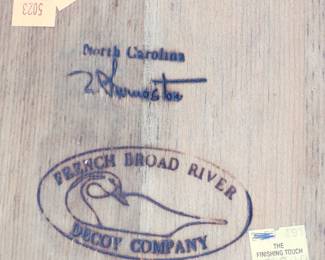 5023
North Carolina
FRENCH BROAD RIVER
DECOY COMPANY
THE
FINISHING TOUCH